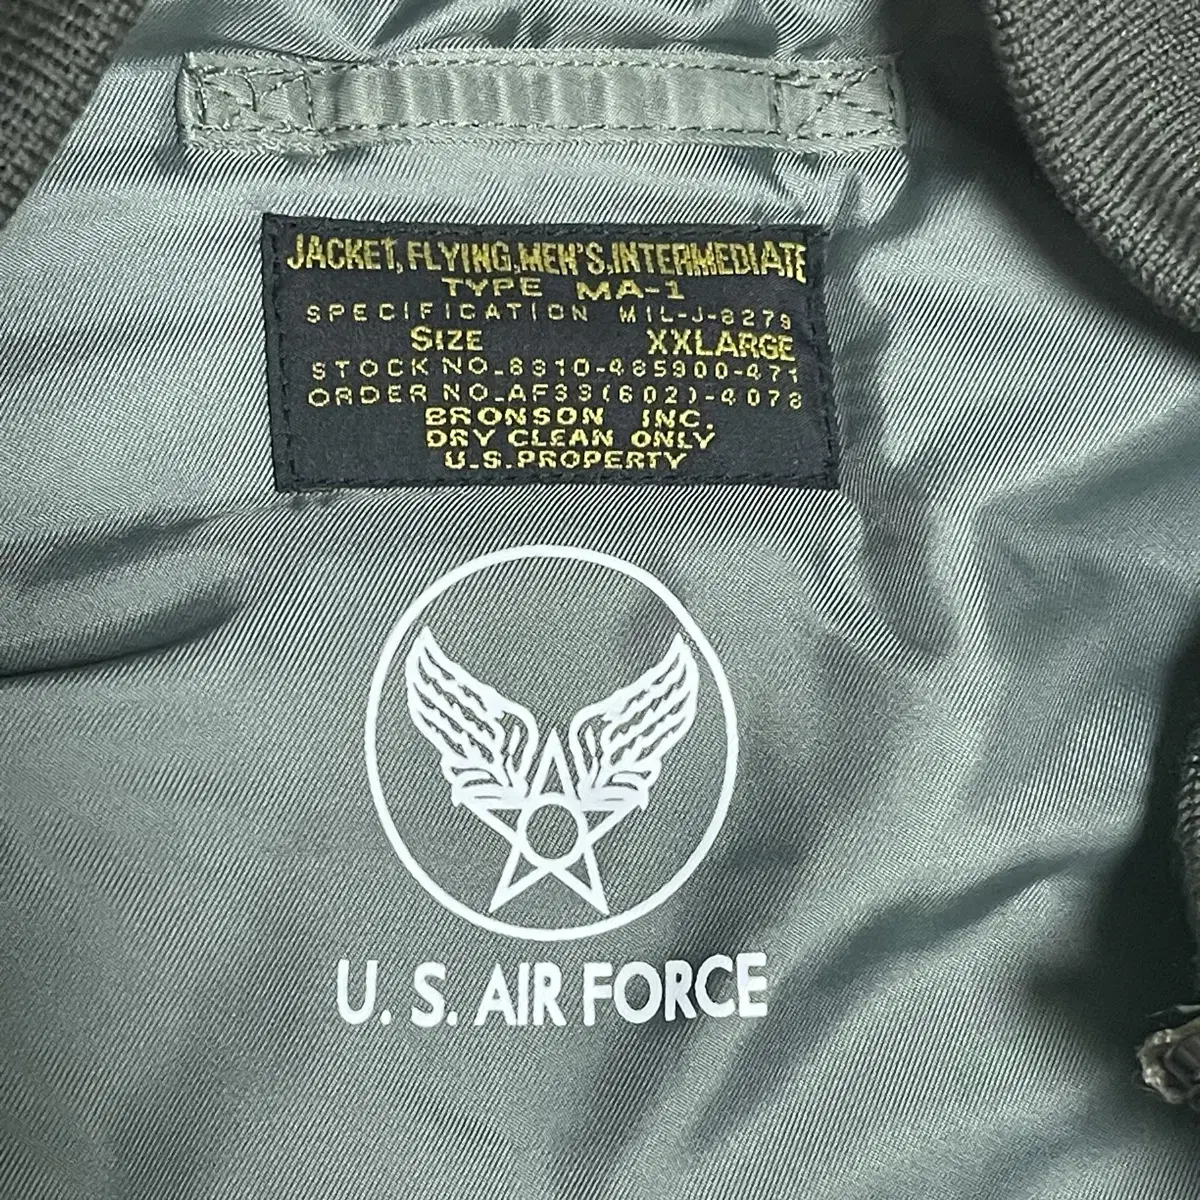 JACKET, FLYING, MEN'S, INTERMEDIATE
TYPE MA-1
SPECIFICATION MIL-J-8279
SIZE XXLARGE
STOCK NO. 8310-485900-471
ORDER NO. AF33(602)-4078
BRONSON INC.
DRY CLEAN ONLY
U.S. PROPERTY
U. S. AIR FORCE